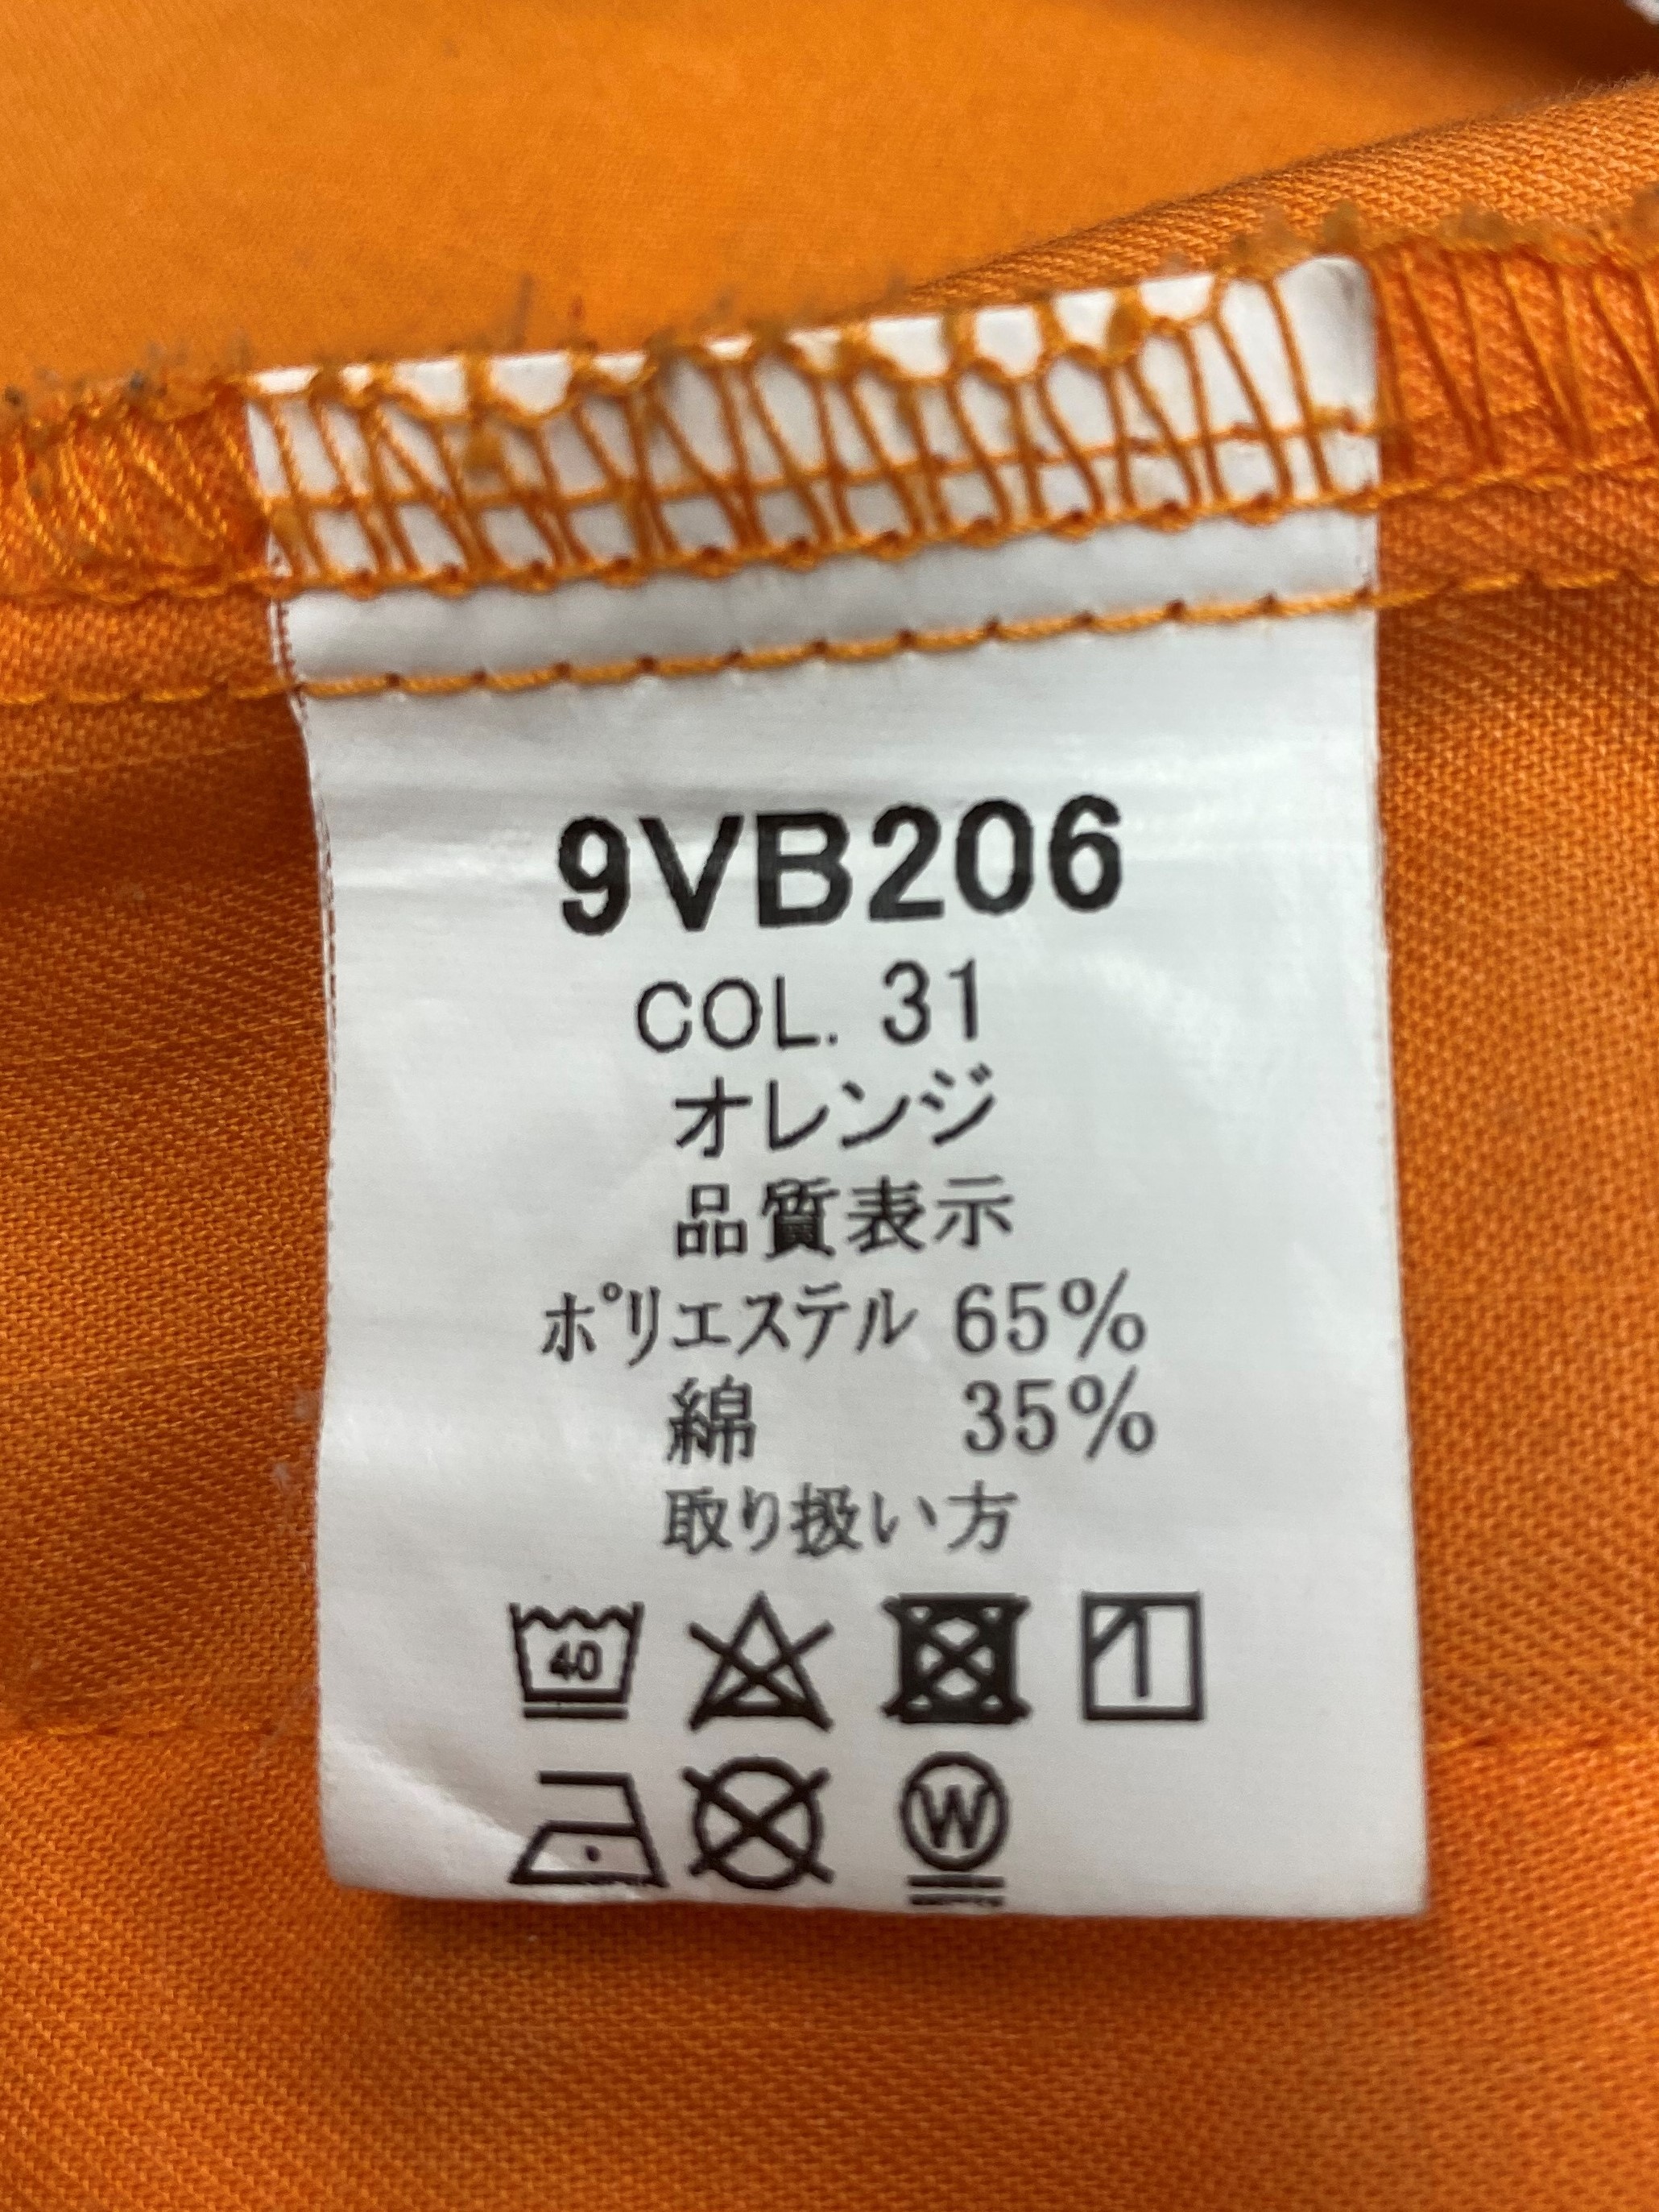 9VB206
COL. 31
オレンジ
品質表示
ポリエステル 65%
綿 35%
取り扱い方
40
W